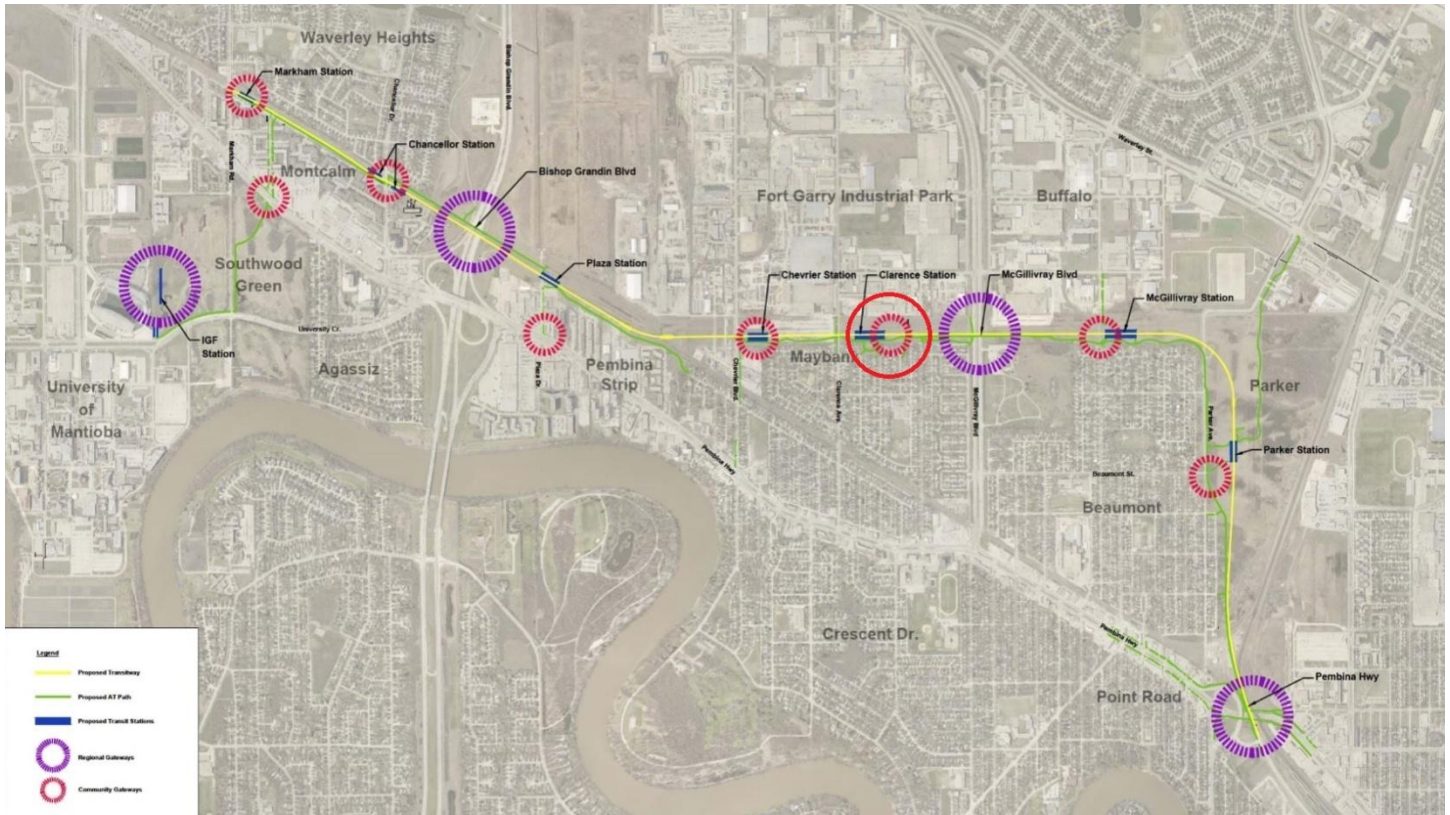 Waverley Heights
Markham Station
Bishop Grandin Blvd.
Chancellor Dr.
Chancellor Station
Waverley St.
Markham Rd.
Montcalm
Bishop Grandin Blvd
Fort Garry Industrial Park
Buffalo
Southwood
Green
Plaza Station
Chevrier Station
Clarence Station
McGillivray Blvd
McGillivray Station
IGF
Station
University Cr.
Agassiz
Plaza Dr.
Pembina
Strip
Chevrier Blvd.
Maybank
Clarence Ave.
McGillivray Blvd
Parker Ave.
Parker
University
of
Mantioba
Pembina Hwy
Beaumont St.
Parker Station
Beaumont
Crescent Dr.
Pembina Hwy
Point Road
Pembina Hwy
Legend
Proposed Transitway
Proposed AT Path
Proposed Transit Stations
Regional Gateways
Community Gateways